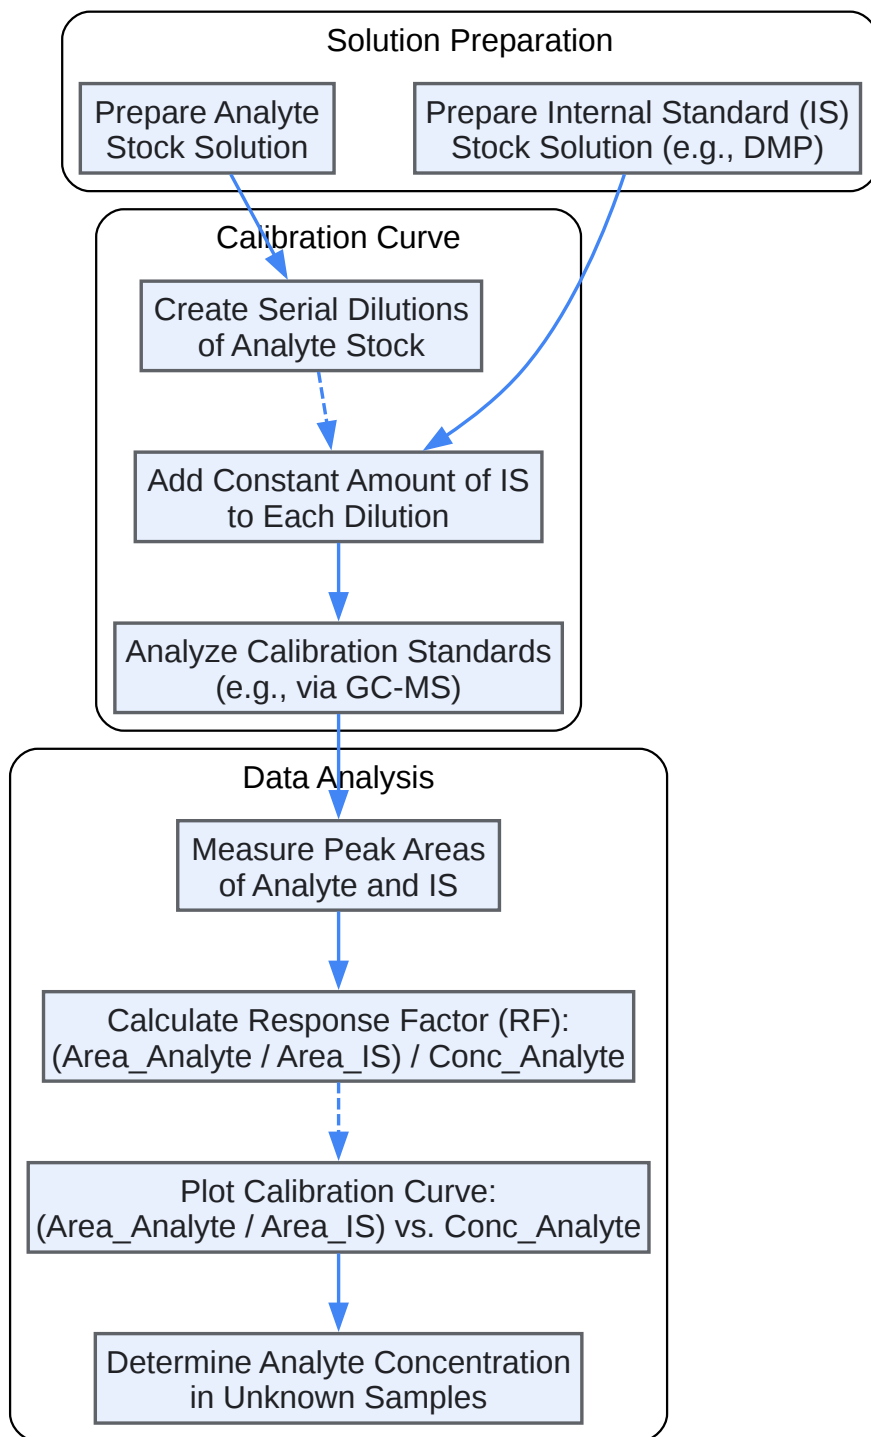 Solution Preparation
Prepare Analyte
Stock Solution
Prepare Internal Standard (IS)
Stock Solution (e.g., DMP)
Calibration Curve
Create Serial Dilutions
of Analyte Stock
Add Constant Amount of IS
to Each Dilution
Analyze Calibration Standards
(e.g., via GC-MS)
Data Analysis
Measure Peak Areas
of Analyte and IS
Calculate Response Factor (RF):
(Area_Analyte / Area_IS) / Conc_Analyte
Plot Calibration Curve:
(Area_Analyte / Area_IS) vs. Conc_Analyte
Determine Analyte Concentration
in Unknown Samples